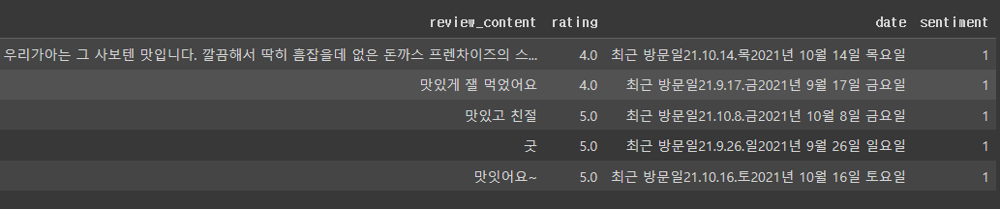 review_content rating date sentiment
우리가아는 그 사보텐 맛입니다. 깔끔해서 딱히 흠잡을데 없은 돈까스 프렌차이즈의 스... 4.0 최근 방문일21.10.14.목2021년 10월 14일 목요일 1
맛있게 잴 먹었어요 4.0 최근 방문일21.9.17.금2021년 9월 17일 금요일 1
맛있고 친절 5.0 최근 방문일21.10.8.금2021년 10월 8일 금요일 1
굿 5.0 최근 방문일21.9.26.일2021년 9월 26일 일요일 1
맛잇어요~ 5.0 최근 방문일21.10.16.토2021년 10월 16일 토요일 1